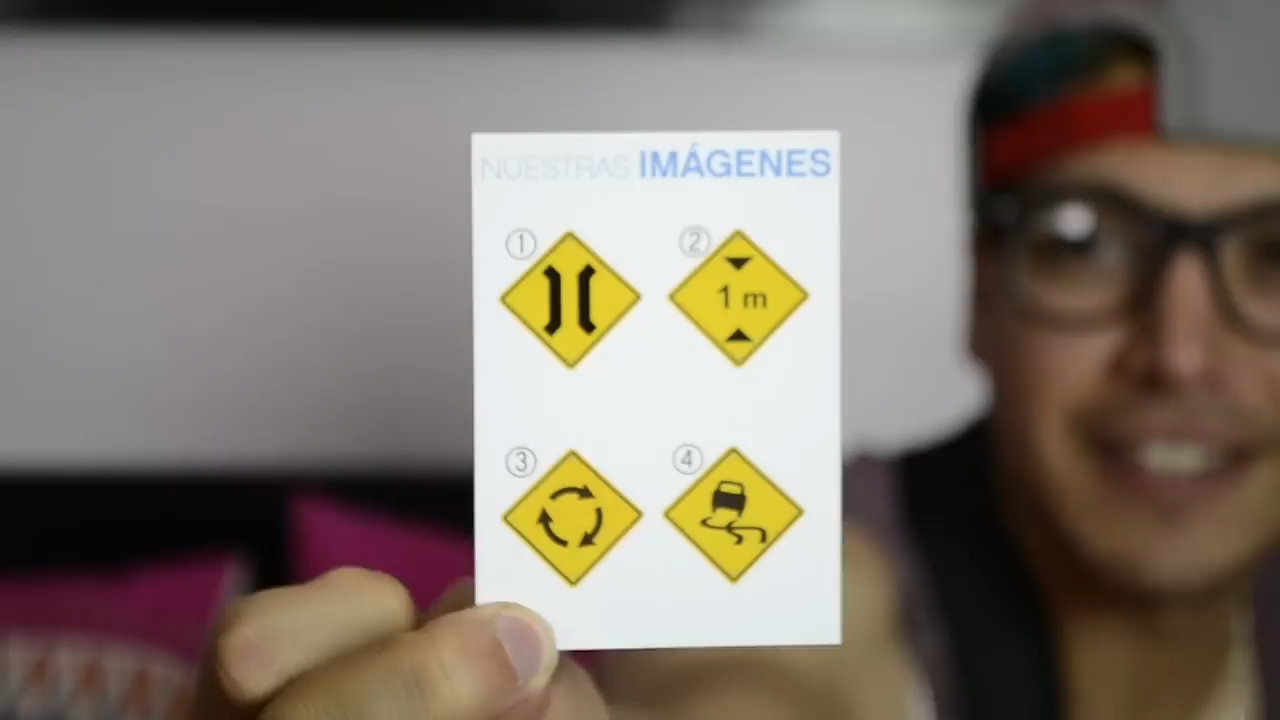 NUESTRAS IMÁGENES
① ②
1 m
③ ④